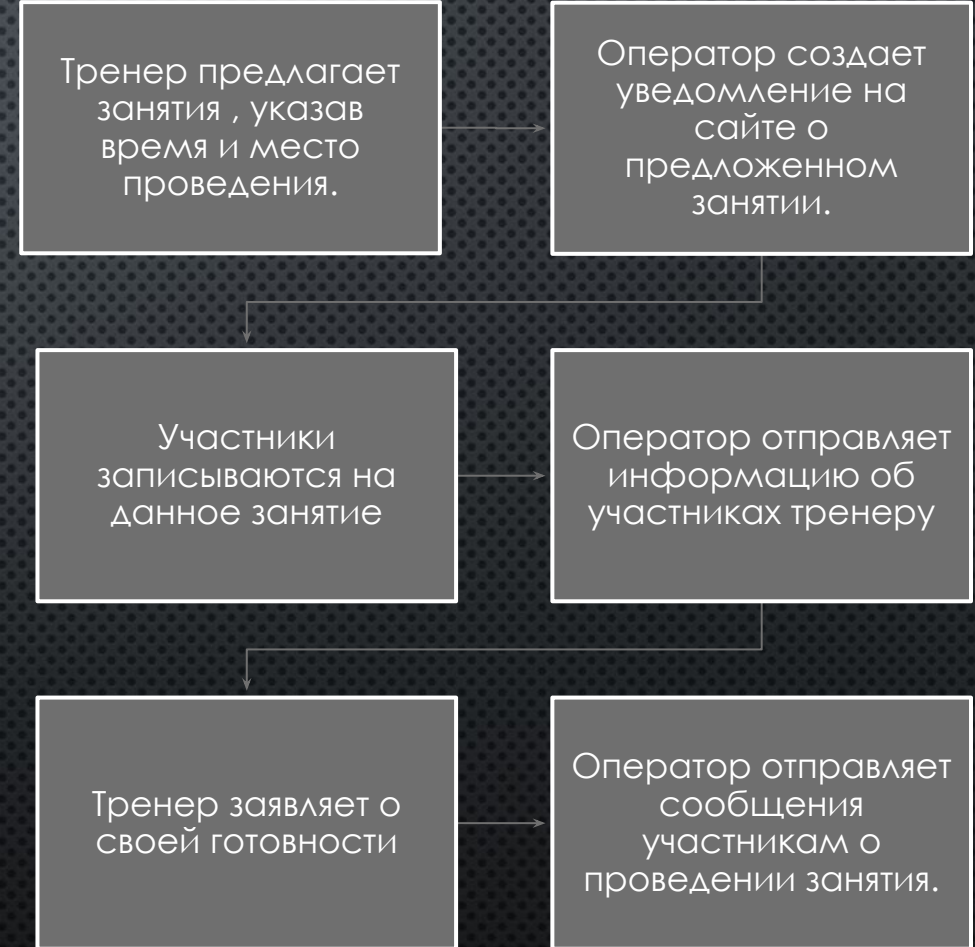 Тренер предлагает
занятия , указав
время и место
проведения.
Оператор создает
уведомление на
сайте о
предложенном
занятии.
Участники
записываются на
данное занятие
Оператор отправляет
информацию об
участниках тренеру
Тренер заявляет о
своей готовности
Оператор отправляет
сообщения
участникам о
проведении занятия.